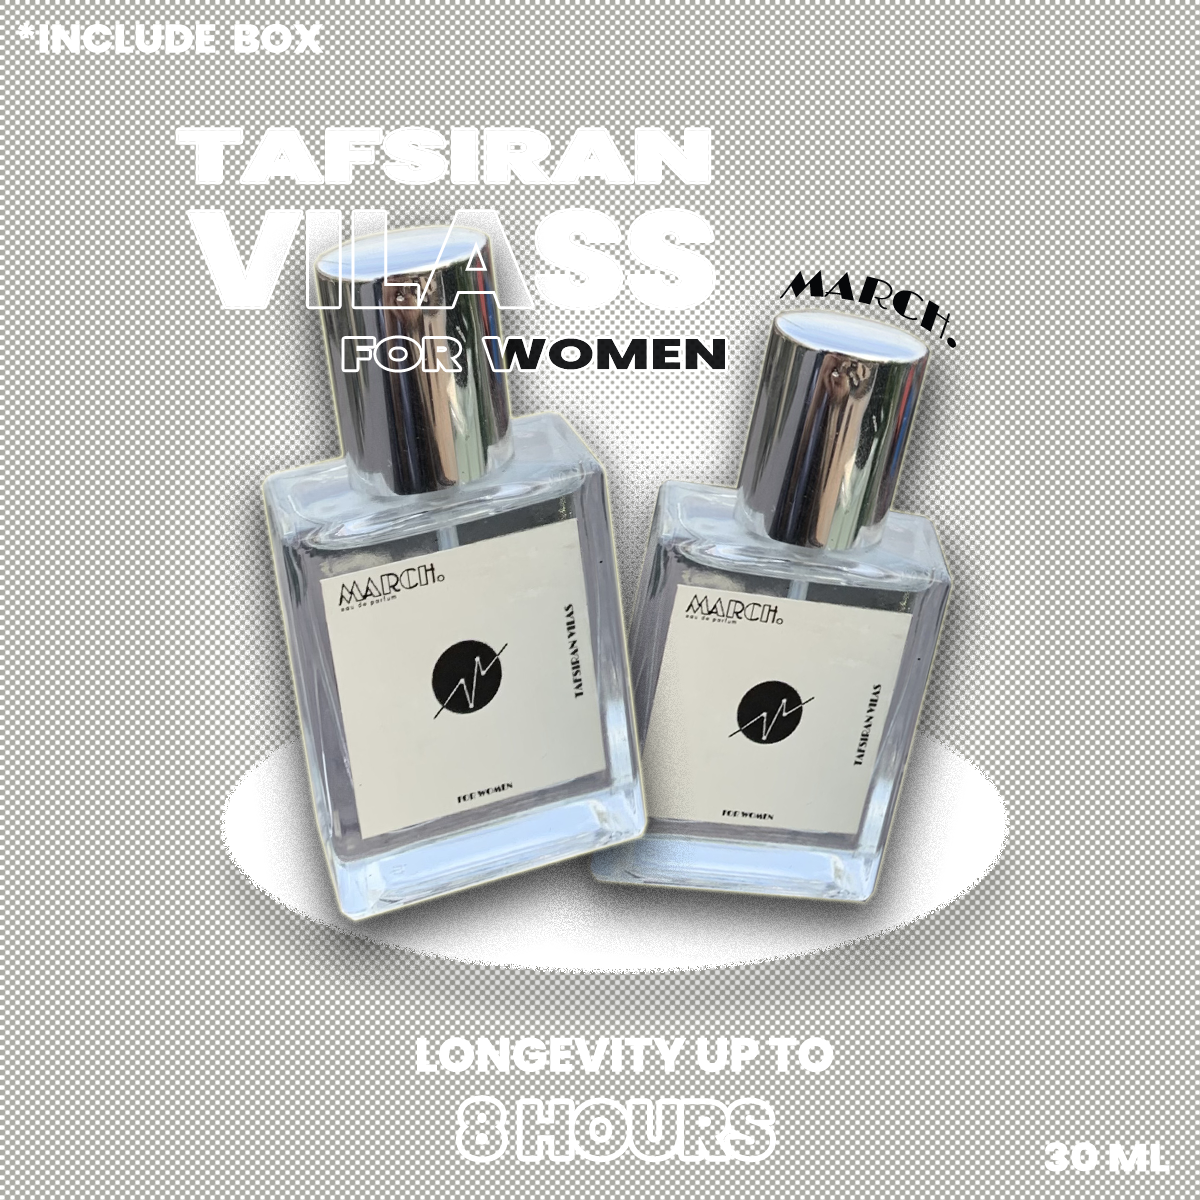 *INCLUDE BOX
TAFSIRAN
VILASS
FOR WOMEN
MARCH.
MARCH.
eau de parfum
TAFSIRAN VILAS
FOR WOMEN
MARCH.
eau de parfum
TAFSIRAN VILAS
FOR WOMEN
LONGEVITY UP TO
8 HOURS
30 ML